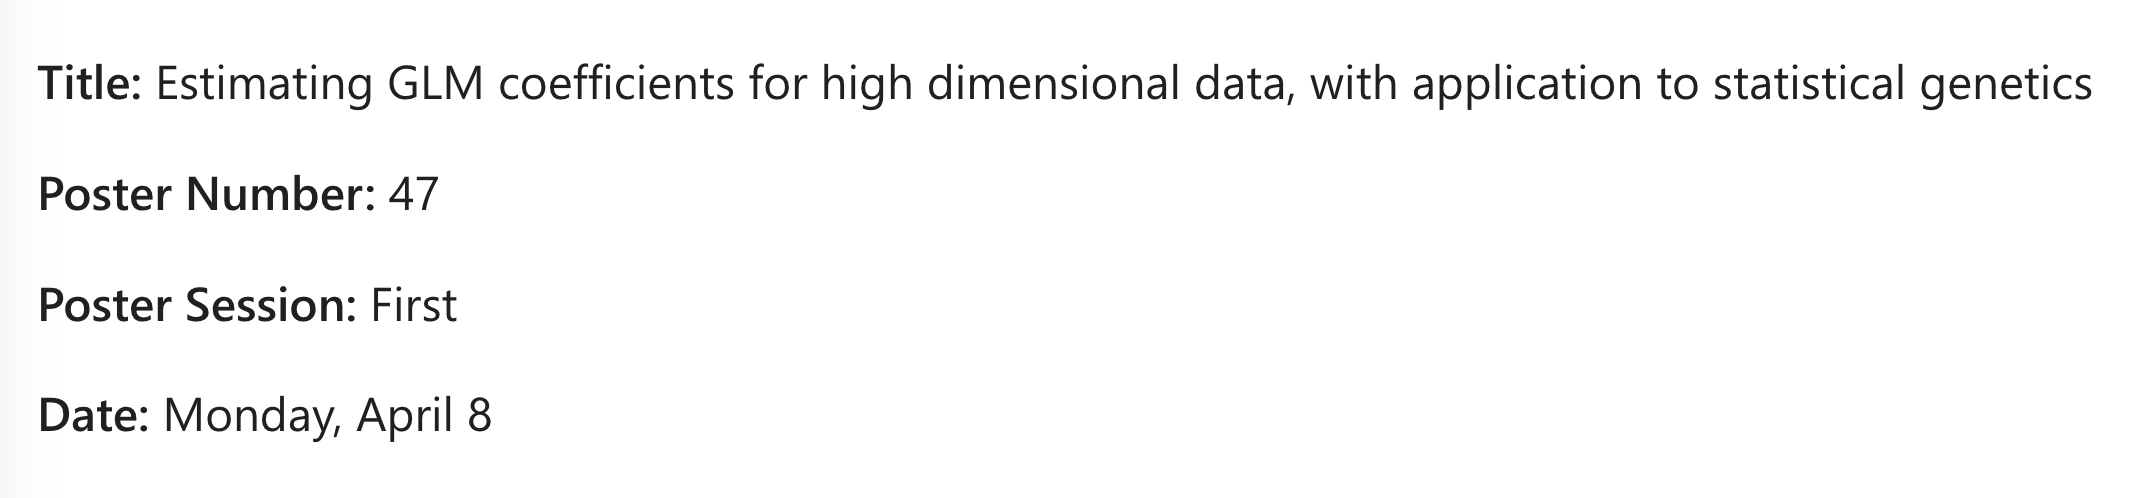 Title: Estimating GLM coefficients for high dimensional data, with application to statistical genetics
Poster Number: 47
Poster Session: First
Date: Monday, April 8